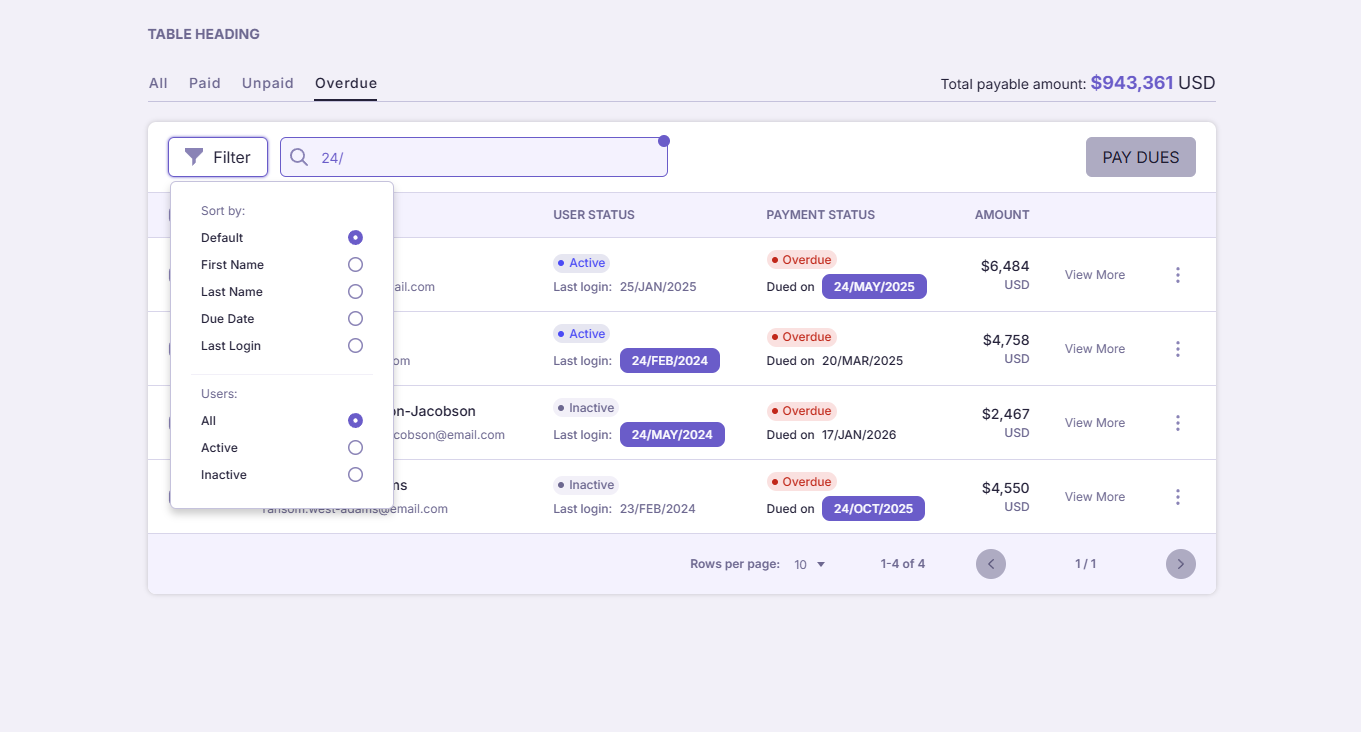 TABLE HEADING
All Paid Unpaid Overdue
Total payable amount: $943,361 USD
Filter
24/
PAY DUES
Sort by:
Default
First Name
Last Name
Due Date
Last Login
Users:
All
Active
Inactive
USER STATUS PAYMENT STATUS AMOUNT
Active
Last login: 25/JAN/2025
Overdue
Dued on 24/MAY/2025
$6,484
USD
View More
ail.com
Active
Last login: 24/FEB/2024
Overdue
Dued on 20/MAR/2025
$4,758
USD
View More
om
on-Jacobson
cobson@email.com
Inactive
Last login: 24/MAY/2024
Overdue
Dued on 17/JAN/2026
$2,467
USD
View More
ms
ransom.west-adams@email.com
Inactive
Last login: 23/FEB/2024
Overdue
Dued on 24/OCT/2025
$4,550
USD
View More
Rows per page: 10 1-4 of 4 1 / 1